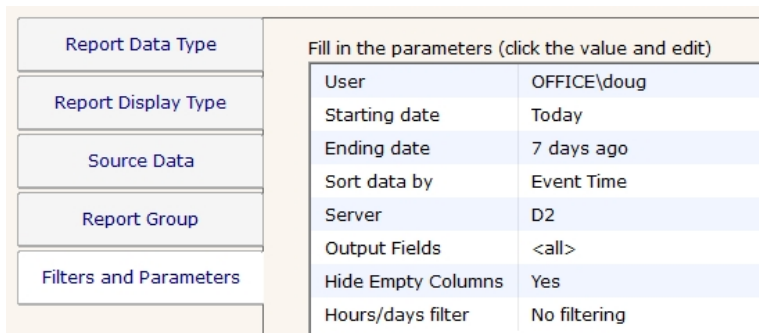 Report Data Type
Report Display Type
Source Data
Report Group
Filters and Parameters
Fill in the parameters (click the value and edit)
User OFFICE\doug
Starting date Today
Ending date 7 days ago
Sort data by Event Time
Server D2
Output Fields <all>
Hide Empty Columns Yes
Hours/days filter No filtering